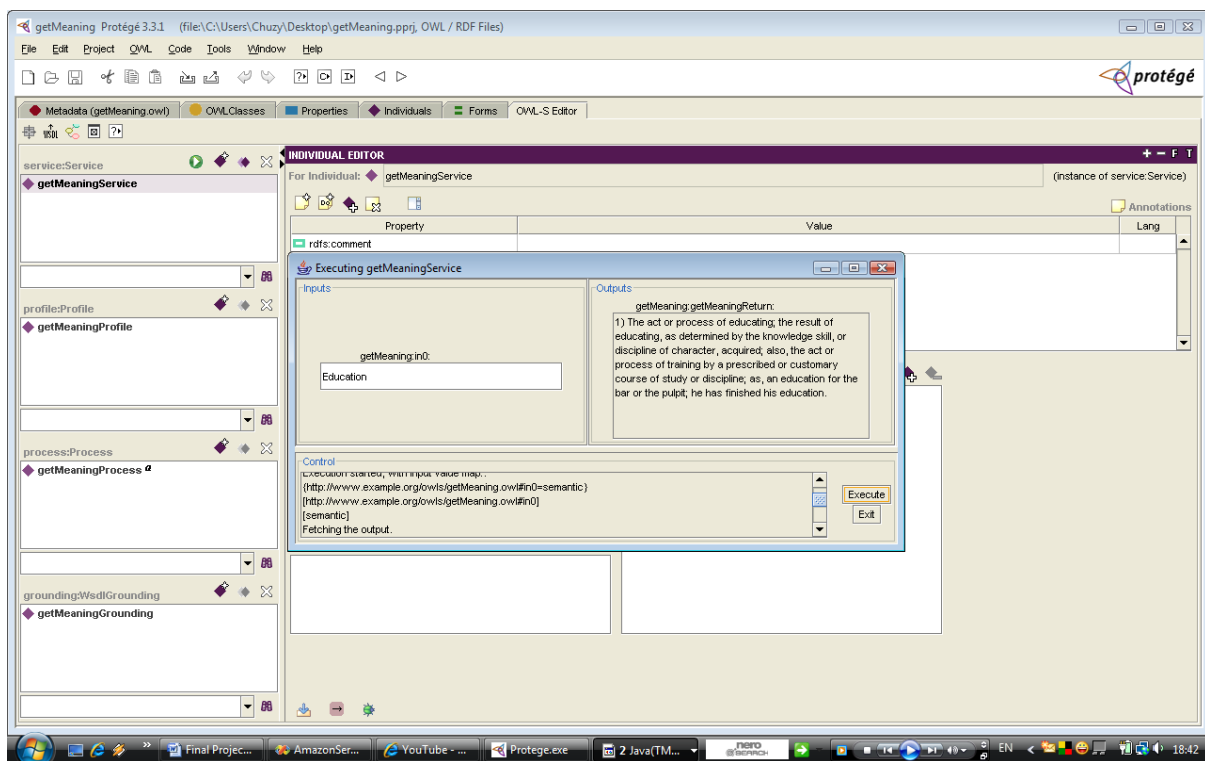 getMeaning Protégé 3.3.1 (file:\C:\Users\Chuzy\Desktop\getMeaning.pprj, OWL / RDF Files)
File Edit Project OWL Code Tools Window Help
protégé
Metadata (getMeaning.owl) OWLClasses Properties Individuals Forms OWL-S Editor
service:Service
getMeaningService
profile:Profile
getMeaningProfile
process:Process
getMeaningProcess
grounding:WsdlGrounding
getMeaningGrounding
INDIVIDUAL EDITOR
+ − F T
For Individual: getMeaningService (instance of service:Service)
Annotations
Property Value Lang
rdfs:comment
Executing getMeaningService
Inputs
getMeaning:in0:
Education
Outputs
getMeaning:getMeaningReturn:
1) The act or process of educating; the result of
educating, as determined by the knowledge skill, or
discipline of character, acquired; also, the act or
process of training by a prescribed or customary
course of study or discipline; as, an education for the
bar or the pulpit; he has finished his education.
Control
Execution started, with input value map:
{http://www.example.org/owls/getMeaning.owl#in0=semantic}
[http://www.example.org/owls/getMeaning.owl#in0]
[semantic]
Fetching the output.
Execute
Exit
Final Projec... AmazonSer... YouTube - ... Protege.exe 2 Java(TM... nero SEARCH EN 18:42